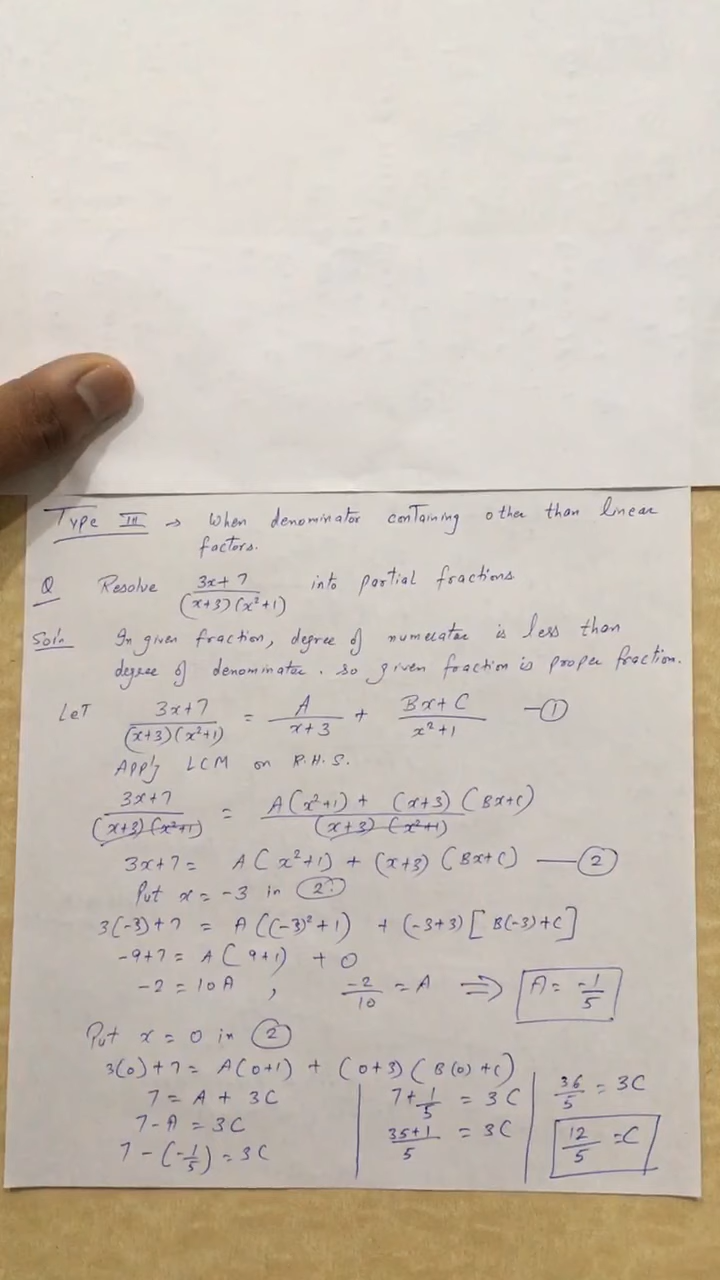 Type III → When denominator containing other than linear
factors.
Q Resolve (3x+7)/((x+3)(x²+1)) into partial fractions.
Soln In given fraction, degree of numerator is less than
degree of denominator. So given fraction is proper fraction.
Let (3x+7)/((x+3)(x²+1)) = A/(x+3) + (Bx+C)/(x²+1) —①
Apply LCM on R.H.S.
(3x+7)/((x+3)(x²+1)) = (A(x²+1) + (x+3)(Bx+C))/((x+3)(x²+1))
3x+7 = A(x²+1) + (x+3)(Bx+C) —②
Put x = -3 in ②
3(-3)+7 = A((-3)²+1) + (-3+3)[B(-3)+C]
-9+7 = A(9+1) + 0
-2 = 10A , -2/10 = A ⇒ A = -1/5
Put x = 0 in ②
3(0)+7 = A(0+1) + (0+3)(B(0)+C)
7 = A + 3C
7-A = 3C
7-(-1/5) = 3C
7+1/5 = 3C
(35+1)/5 = 3C
36/5 = 3C
12/5 = C